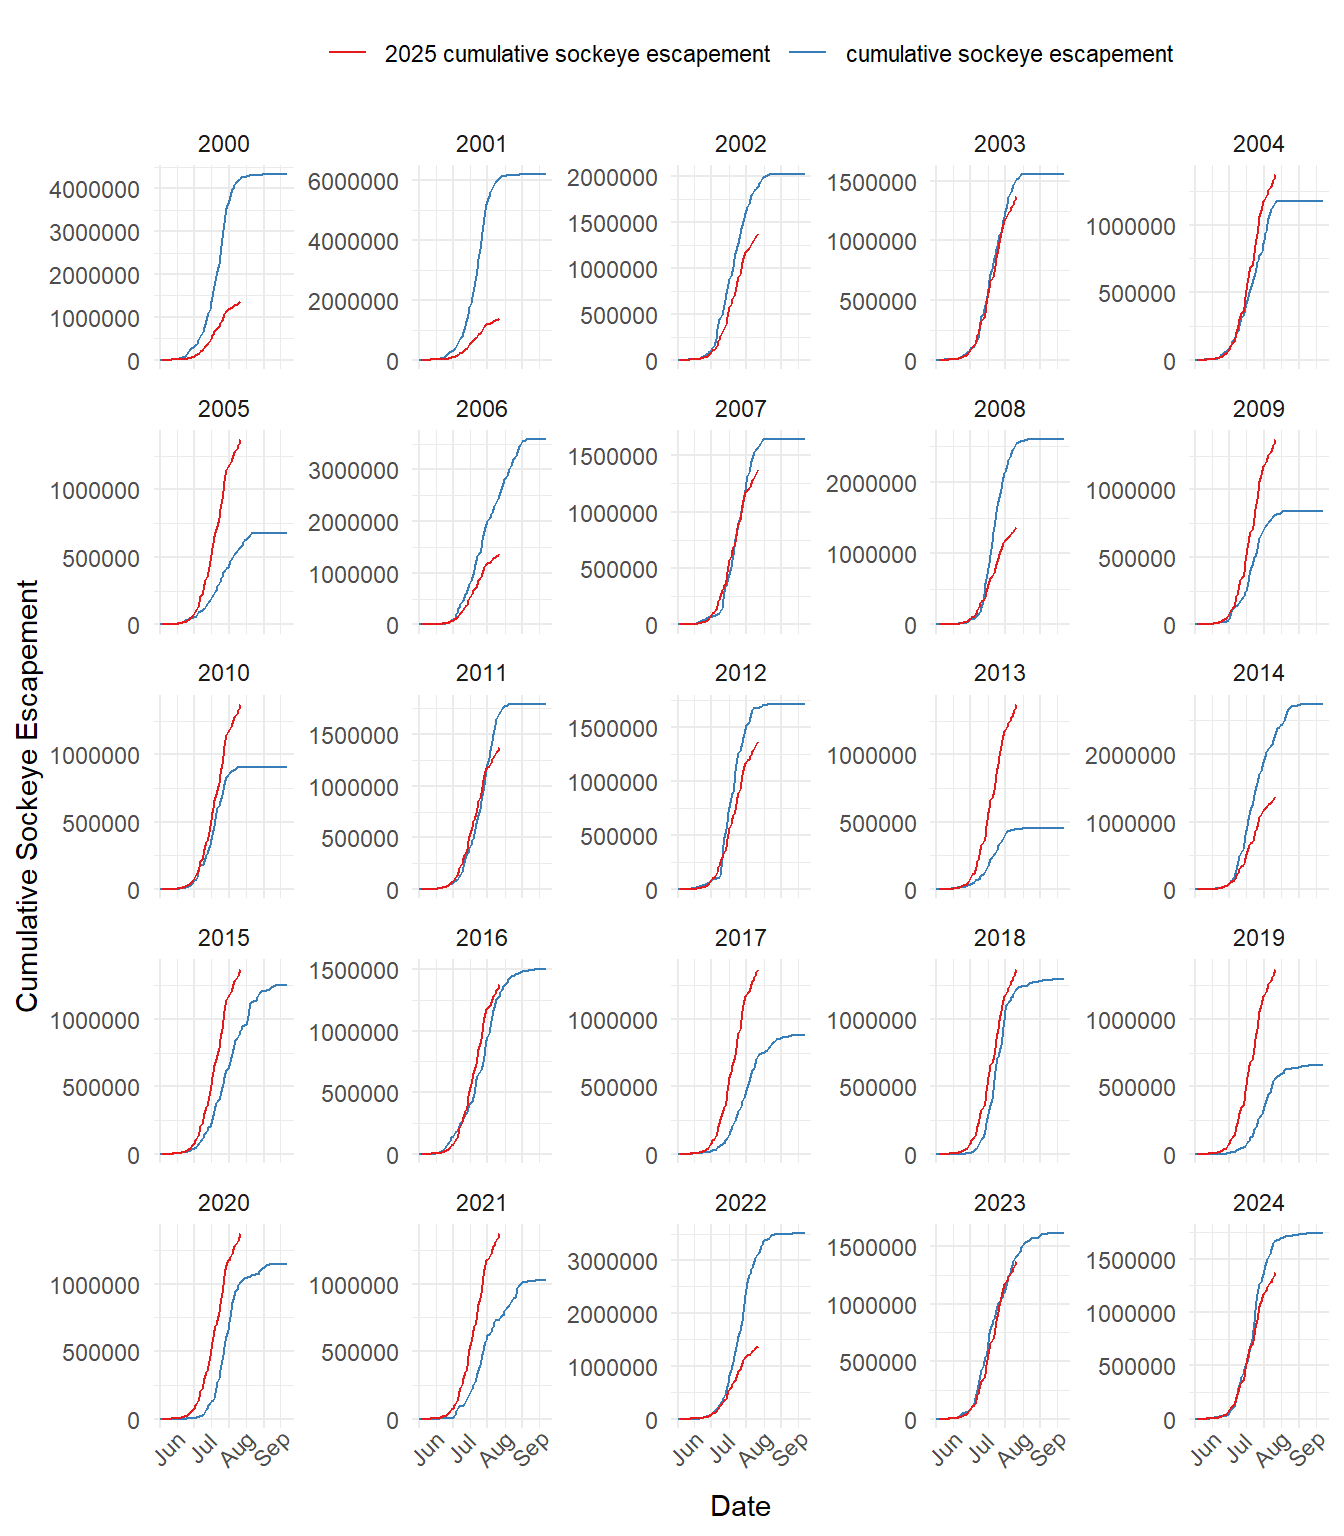 2025 cumulative sockeye escapement cumulative sockeye escapement
2000 2001 2002 2003 2004
4000000 3000000 2000000 1000000 0
6000000 4000000 2000000 0
2000000 1500000 1000000 500000 0
1500000 1000000 500000 0
1000000 500000 0
2005 2006 2007 2008 2009
1000000 500000 0
3000000 2000000 1000000 0
1500000 1000000 500000 0
2000000 1000000 0
1000000 500000 0
Cumulative Sockeye Escapement
2010 2011 2012 2013 2014
1000000 500000 0
1500000 1000000 500000 0
1500000 1000000 500000 0
1000000 500000 0
2000000 1000000 0
2015 2016 2017 2018 2019
1000000 500000 0
1500000 1000000 500000 0
1000000 500000 0
1000000 500000 0
1000000 500000 0
2020 2021 2022 2023 2024
1000000 500000 0
1000000 500000 0
3000000 2000000 1000000 0
1500000 1000000 500000 0
1500000 1000000 500000 0
Jun Jul Aug Sep Jun Jul Aug Sep Jun Jul Aug Sep Jun Jul Aug Sep Jun Jul Aug Sep
Date